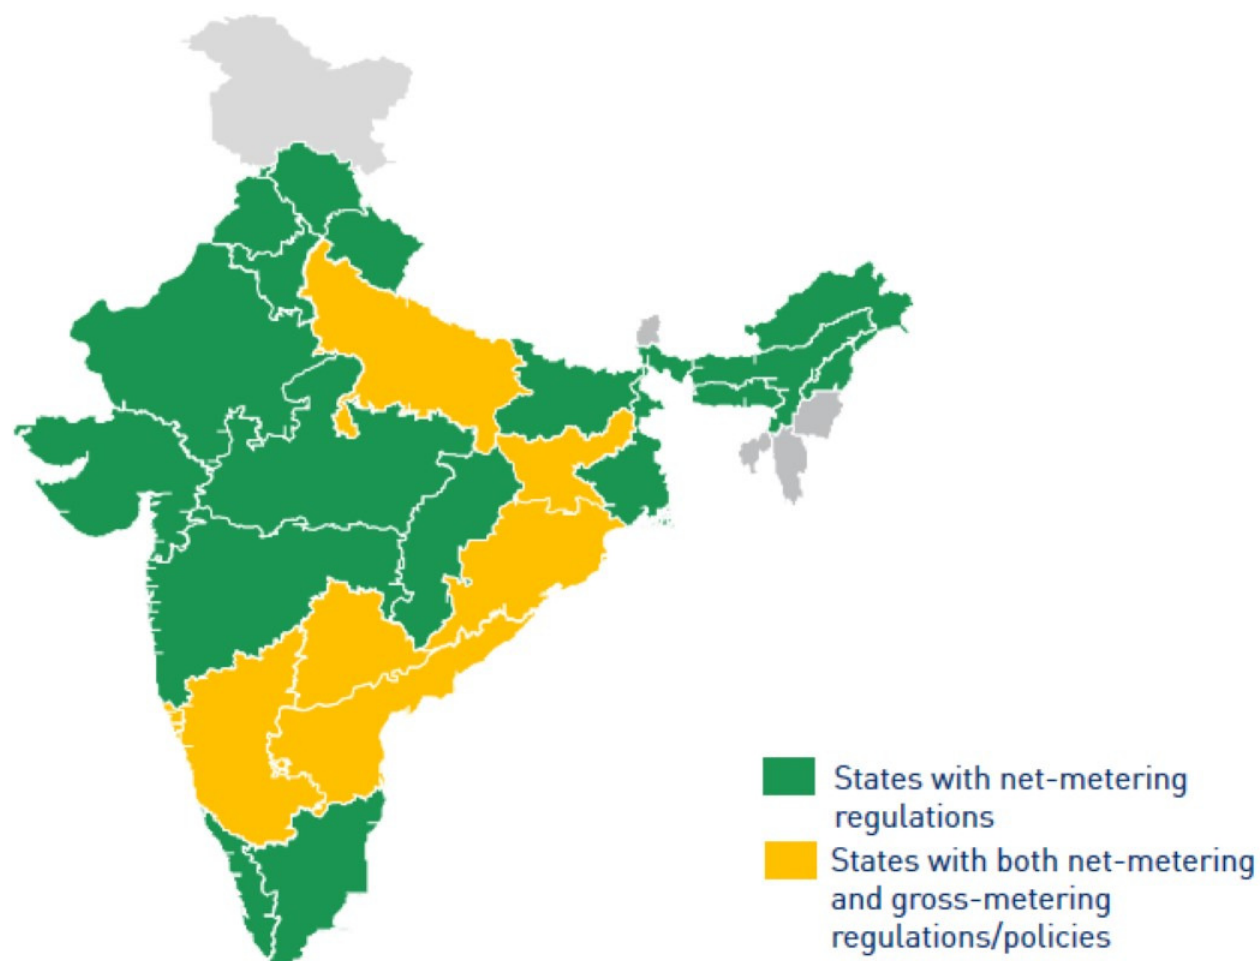 States with net-metering
regulations
States with both net-metering
and gross-metering
regulations/policies